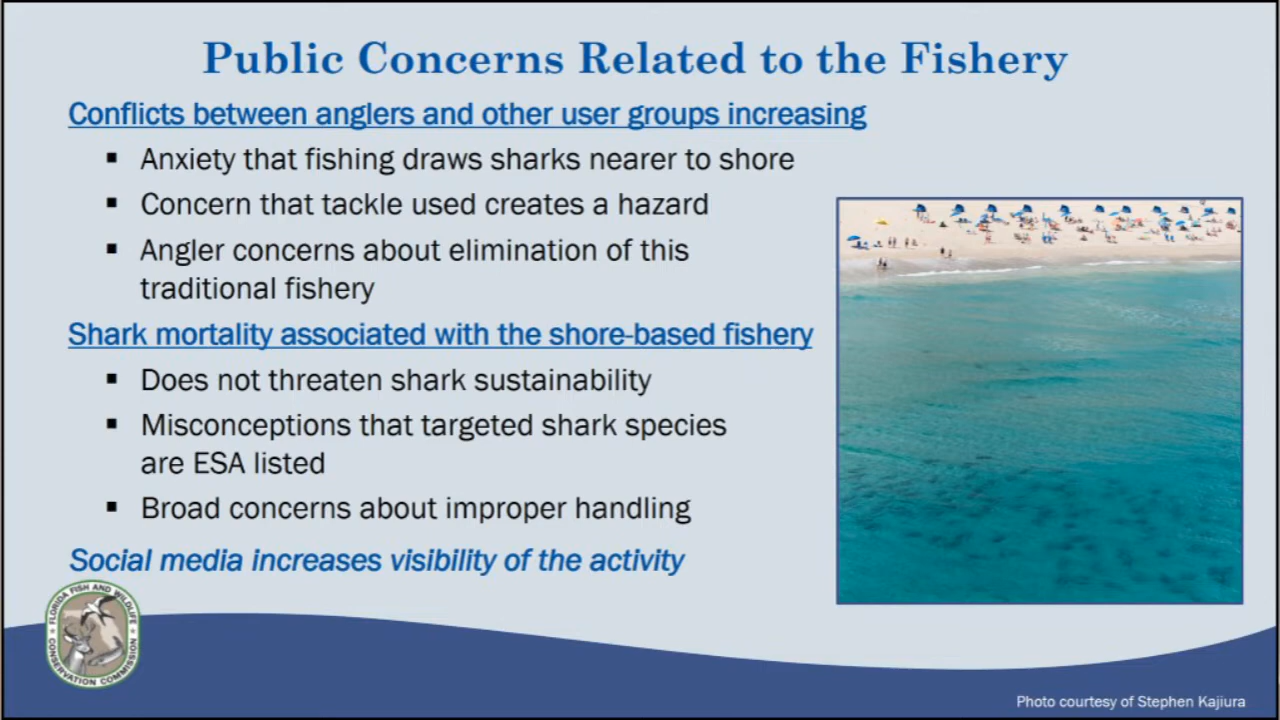 Public Concerns Related to the Fishery
Conflicts between anglers and other user groups increasing
▪ Anxiety that fishing draws sharks nearer to shore
▪ Concern that tackle used creates a hazard
▪ Angler concerns about elimination of this
traditional fishery
Shark mortality associated with the shore-based fishery
▪ Does not threaten shark sustainability
▪ Misconceptions that targeted shark species
are ESA listed
▪ Broad concerns about improper handling
Social media increases visibility of the activity
FLORIDA FISH AND WILDLIFE
CONSERVATION COMMISSION
Photo courtesy of Stephen Kajiura